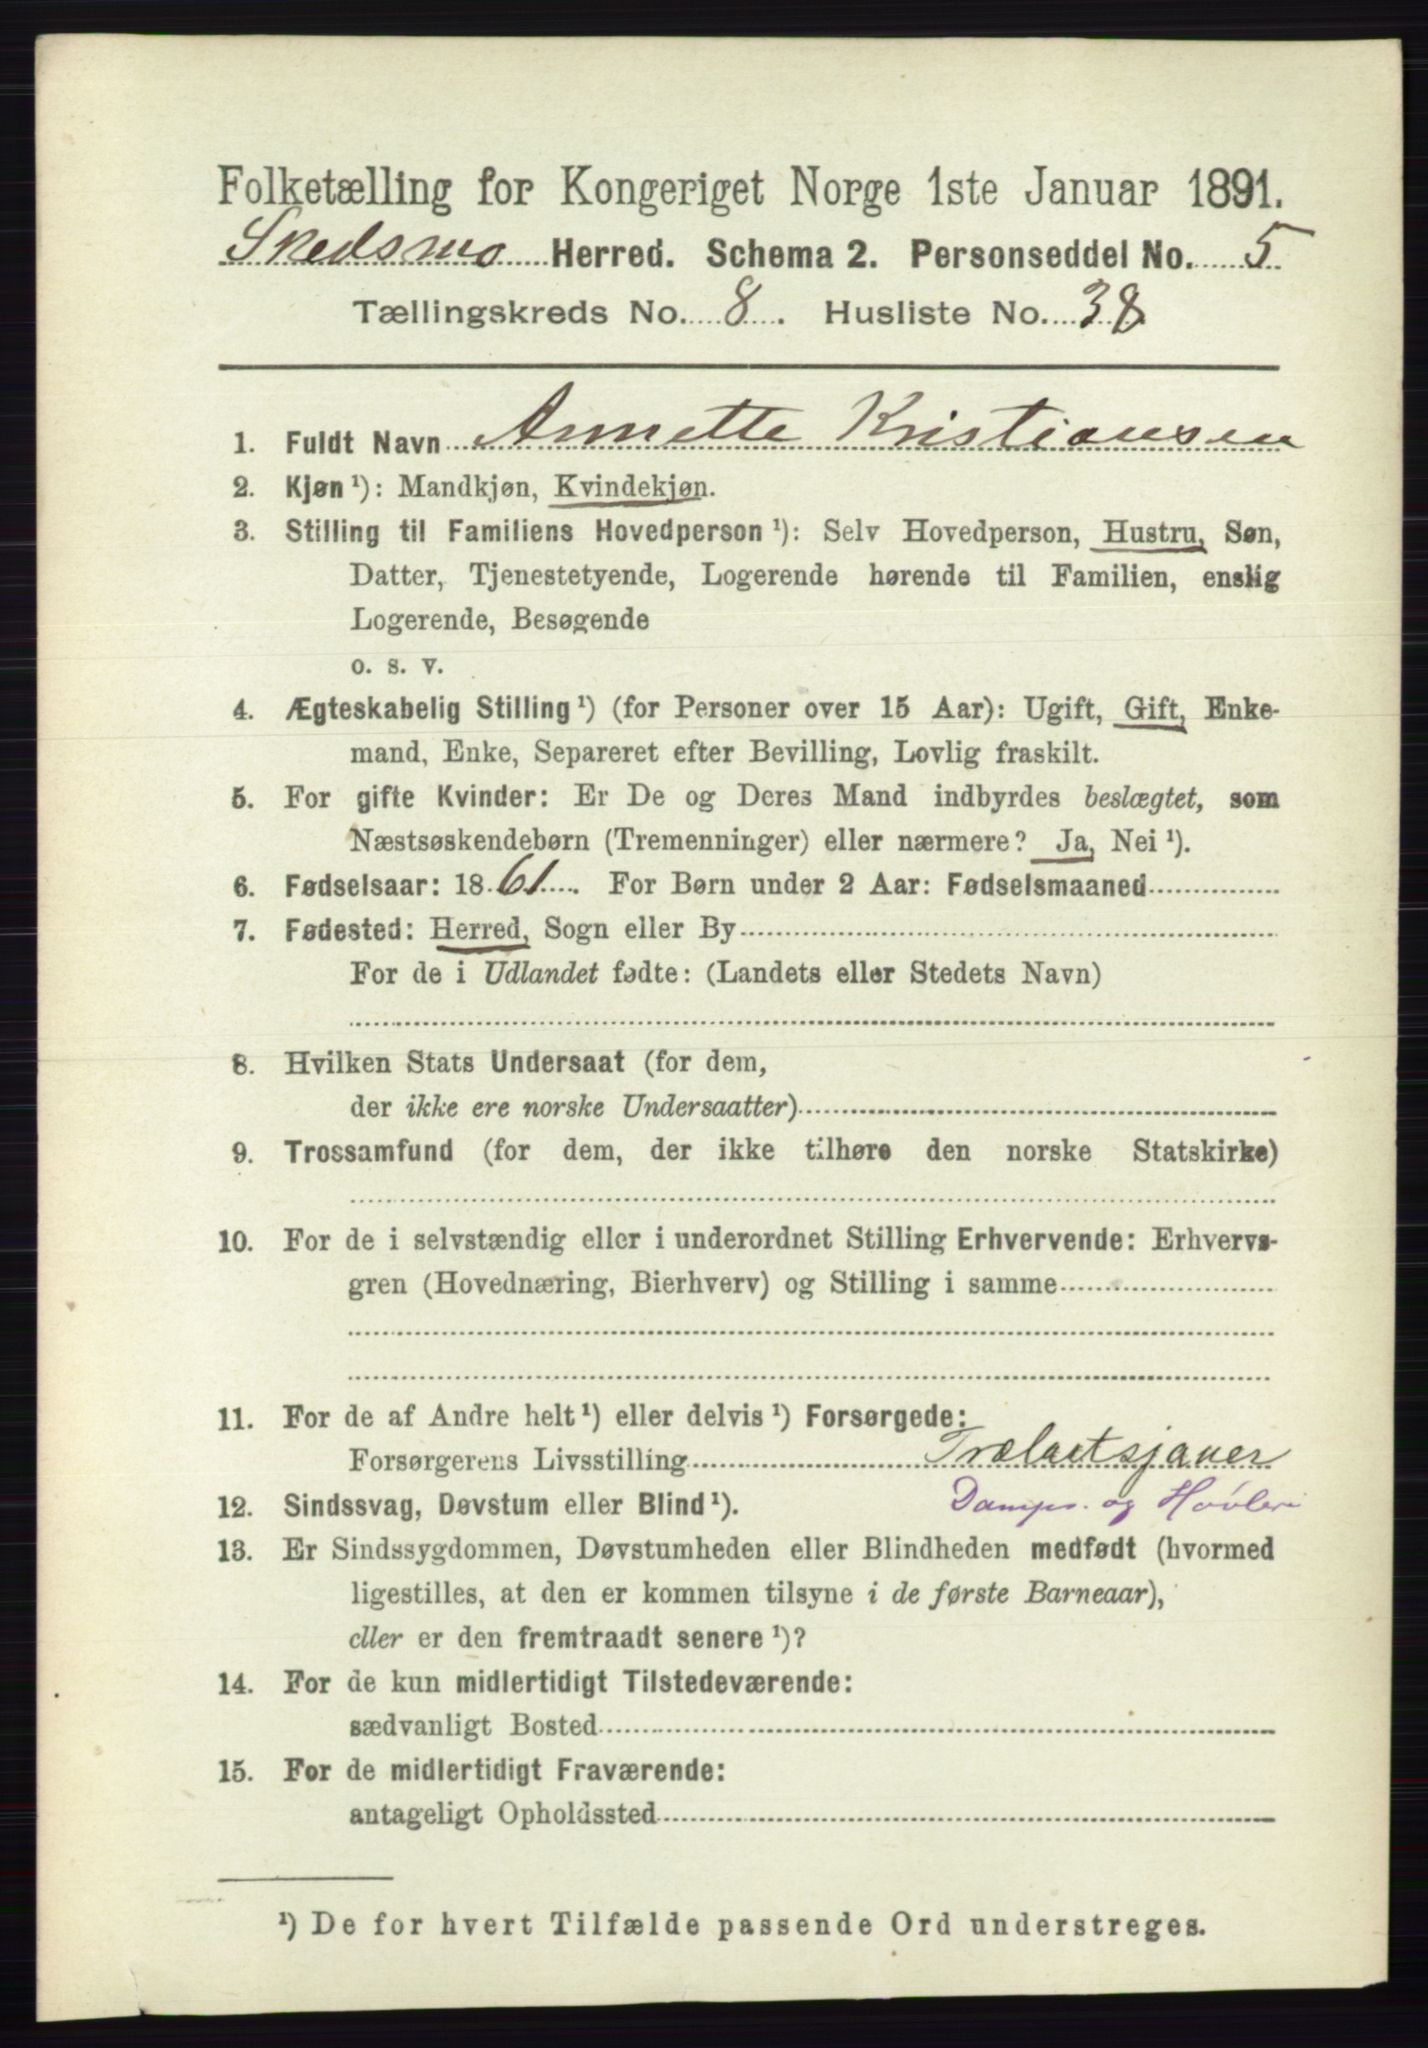 Folketælling for Kongeriget Norge 1ste Januar 1891.
Skedsmo Herred. Schema 2. Personseddel No. 5
Tællingskreds No. 8. Husliste No. 38
1. Fuldt Navn Annette Kristiansen
2. Kjøn ¹): Mandkjøn, Kvindekjøn.
3. Stilling til Familiens Hovedperson ¹): Selv Hovedperson, Hustru, Søn,
Datter, Tjenestetyende, Logerende hørende til Familien, enslig
Logerende, Besøgende
o. s. v.
4. Ægteskabelig Stilling ¹) (for Personer over 15 Aar): Ugift, Gift, Enke-
mand, Enke, Separeret efter Bevilling, Lovlig fraskilt.
5. For gifte Kvinder: Er De og Deres Mand indbyrdes beslægtet, som
Næstsøskendebørn (Tremenninger) eller nærmere? Ja, Nei ¹).
6. Fødselsaar: 1861. For Børn under 2 Aar: Fødselsmaaned
7. Fødested: Herred, Sogn eller By
For de i Udlandet fødte: (Landets eller Stedets Navn)
8. Hvilken Stats Undersaat (for dem,
der ikke ere norske Undersaatter)
9. Trossamfund (for dem, der ikke tilhøre den norske Statskirke)
10. For de i selvstændig eller i underordnet Stilling Erhvervende: Erhvervs-
gren (Hovednæring, Bierhverv) og Stilling i samme
11. For de af Andre helt ¹) eller delvis ¹) Forsørgede:
Forsørgerens Livsstilling Trælastsjauer
12. Sindssvag, Døvstum eller Blind ¹). Damps. og Høvleri
13. Er Sindssygdommen, Døvstumheden eller Blindheden medfødt (hvormed
ligestilles, at den er kommen tilsyne i de første Barneaar),
eller er den fremtraadt senere ¹)?
14. For de kun midlertidigt Tilstedeværende:
sædvanligt Bosted
15. For de midlertidigt Fraværende:
antageligt Opholdssted
¹) De for hvert Tilfælde passende Ord understreges.